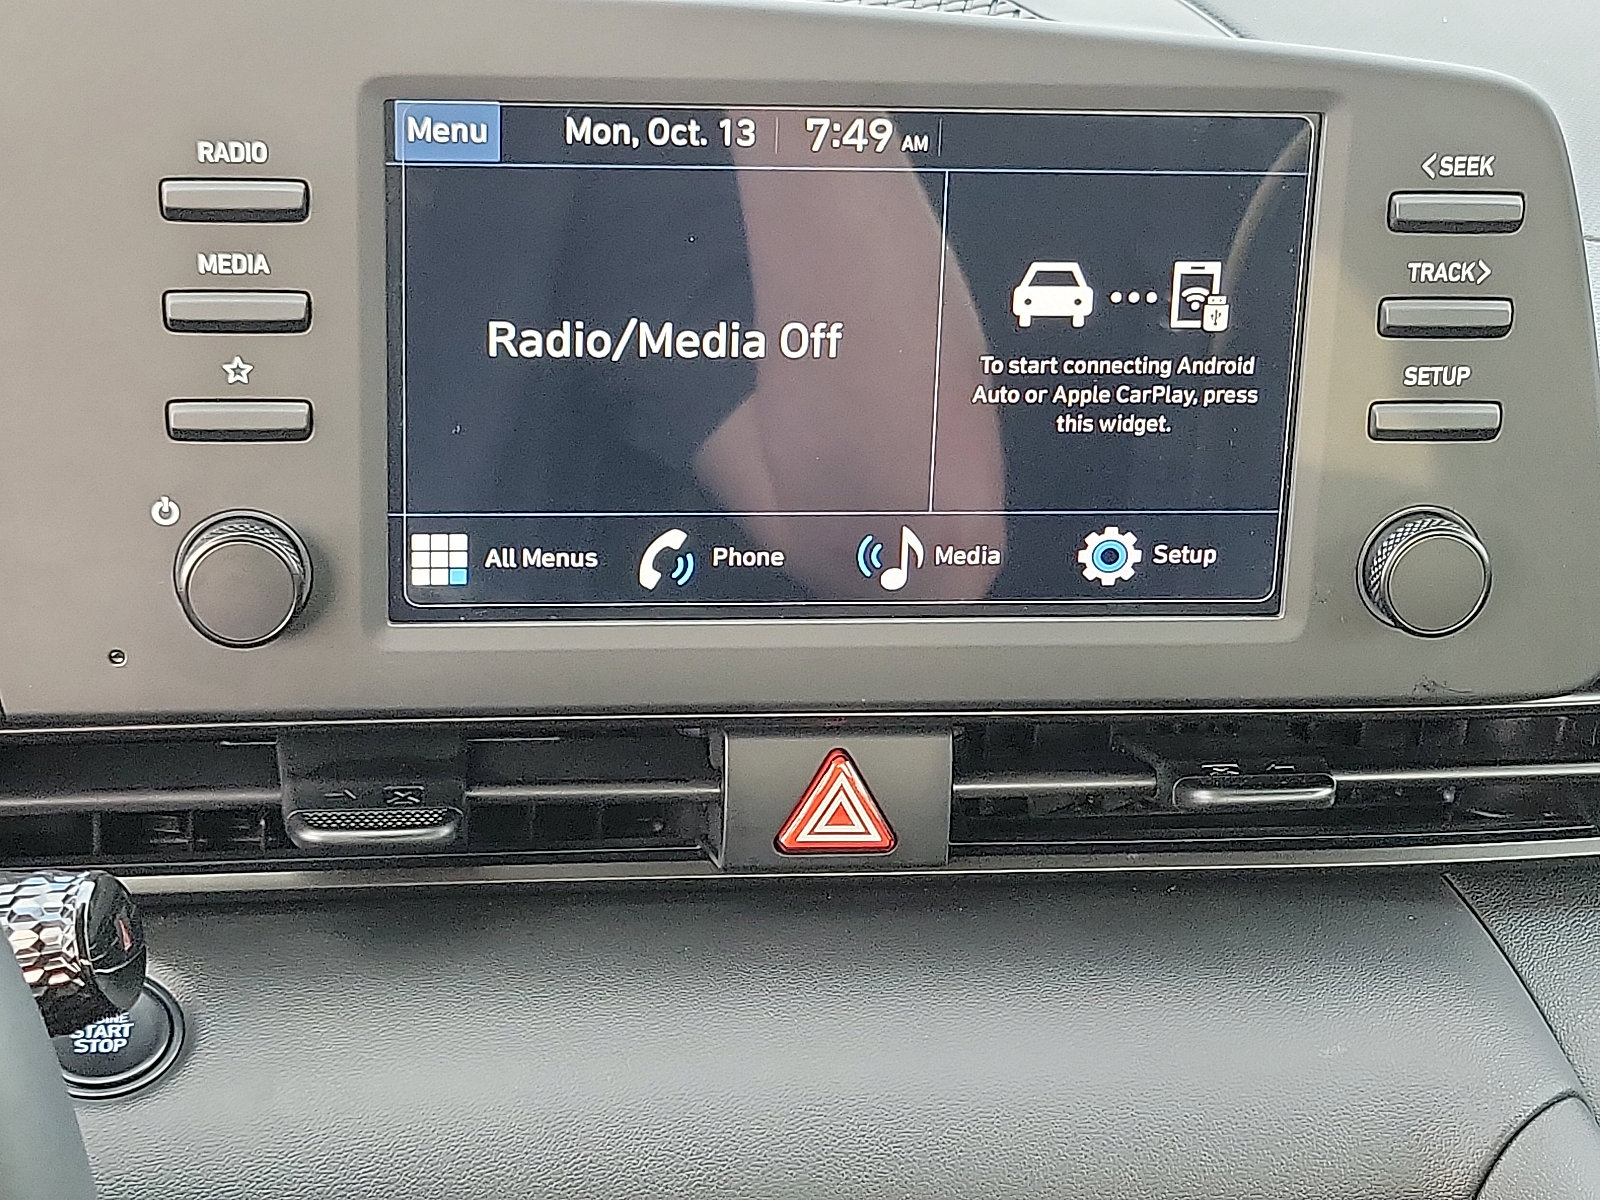 Menu
Mon, Oct. 13
7:49 AM
RADIO
MEDIA
<SEEK
TRACK>
SETUP
Radio/Media Off
To start connecting Android
Auto or Apple CarPlay, press
this widget.
All Menus
Phone
Media
Setup
START
STOP